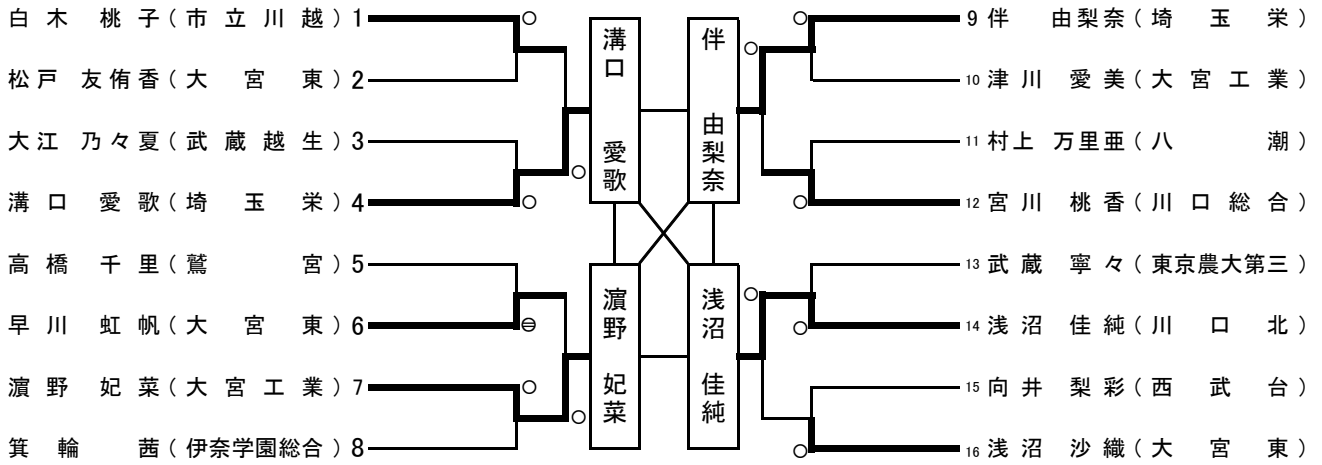 白木 桃子（市立川越）1
松戸 友侑香（大宮東）2
大江 乃々夏（武蔵越生）3
溝口 愛歌（埼玉栄）4
高橋 千里（鷲宮）5
早川 虹帆（大宮東）6
濵野 妃菜（大宮工業）7
箕輪 茜（伊奈学園総合）8
溝口 愛歌
伴 由梨奈
濵野 妃菜
浅沼 佳純
9 伴 由梨奈（埼玉栄）
10 津川 愛美（大宮工業）
11 村上 万里亜（八潮）
12 宮川 桃香（川口総合）
13 武蔵 寧々（東京農大第三）
14 浅沼 佳純（川口北）
15 向井 梨彩（西武台）
16 浅沼 沙織（大宮東）